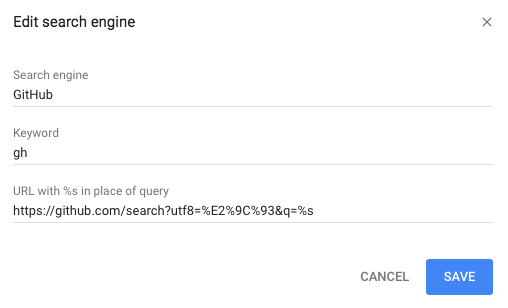 Edit search engine
Search engine
GitHub
Keyword
gh
URL with %s in place of query
https://github.com/search?utf8=%E2%9C%93&q=%s
CANCEL
SAVE